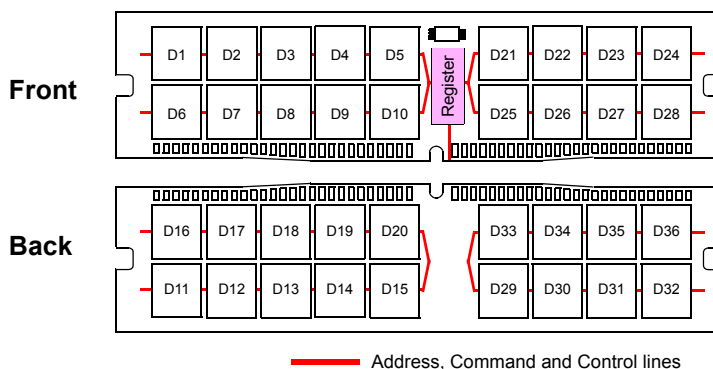 Front
D1 D2 D3 D4 D5 Register D21 D22 D23 D24
D6 D7 D8 D9 D10 D25 D26 D27 D28
Back
D16 D17 D18 D19 D20 D33 D34 D35 D36
D11 D12 D13 D14 D15 D29 D30 D31 D32
Address, Command and Control lines